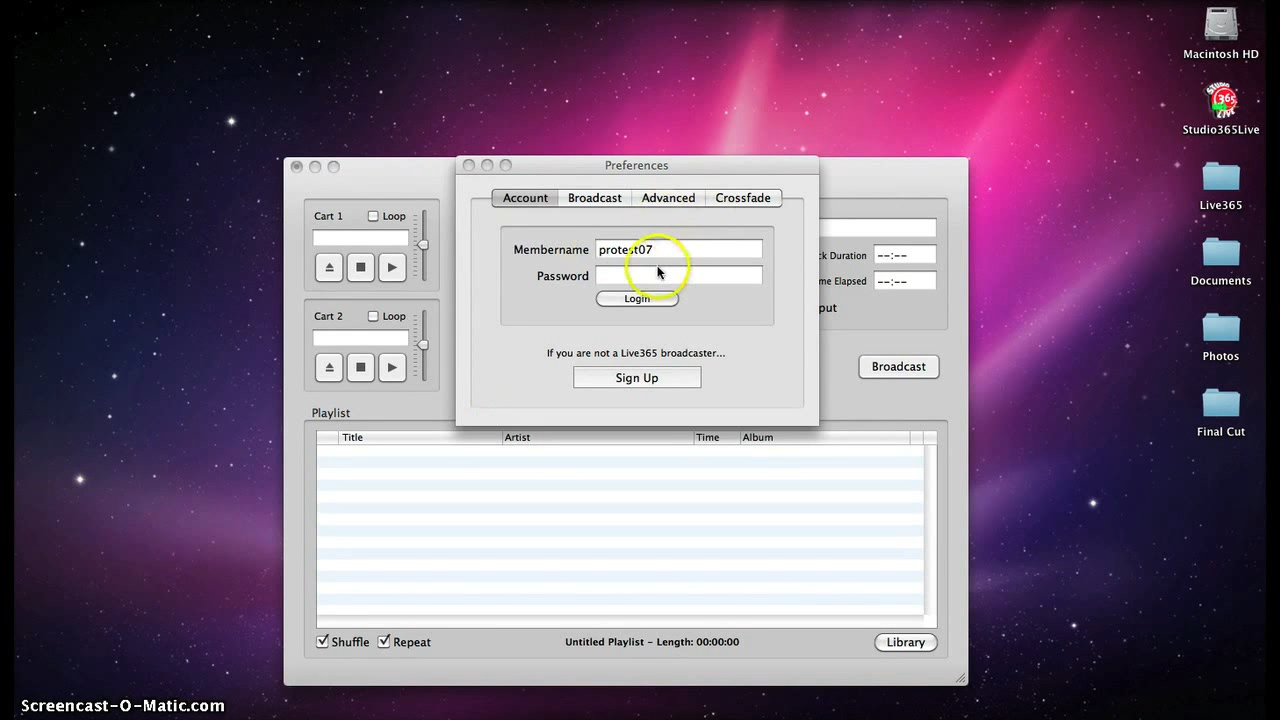 Macintosh HD
Studio365Live
Live365
Documents
Photos
Final Cut
Preferences
Account Broadcast Advanced Crossfade
Membername protest07
Password
Login
If you are not a Live365 broadcaster...
Sign Up
Cart 1 Loop
Cart 2 Loop
ck Duration --:--
me Elapsed --:--
put
Broadcast
Playlist
Title Artist Time Album
Shuffle Repeat Untitled Playlist - Length: 00:00:00 Library
Screencast-O-Matic.com